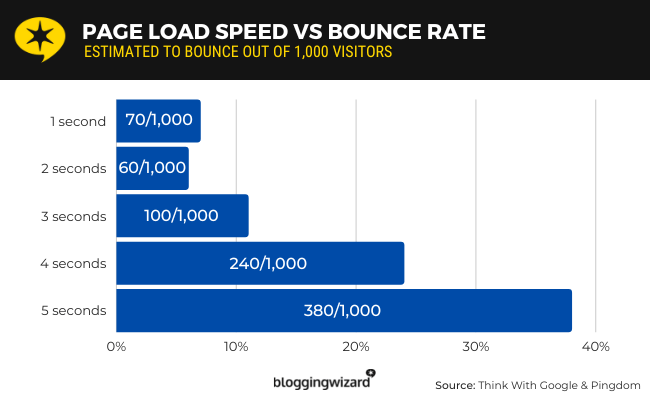 PAGE LOAD SPEED VS BOUNCE RATE
ESTIMATED TO BOUNCE OUT OF 1,000 VISITORS
1 second 70/1,000
2 seconds 60/1,000
3 seconds 100/1,000
4 seconds 240/1,000
5 seconds 380/1,000
0% 10% 20% 30% 40%
bloggingwizard
Source: Think With Google & Pingdom